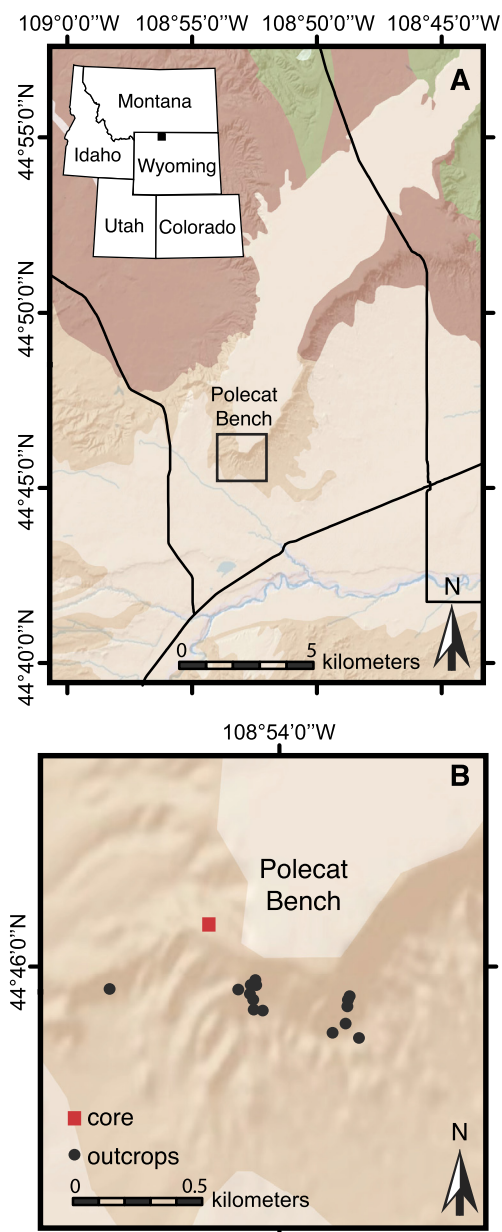 109°0'0''W 108°55'0''W 108°50'0''W 108°45'0''W
A
44°55'0''N
Montana
Idaho
Wyoming
Utah Colorado
44°50'0''N
Polecat
Bench
44°45'0''N
N
0 5
kilometers
44°40'0''N
108°54'0''W
B
Polecat
Bench
44°46'0''N
core
outcrops
N
0 0.5
kilometers